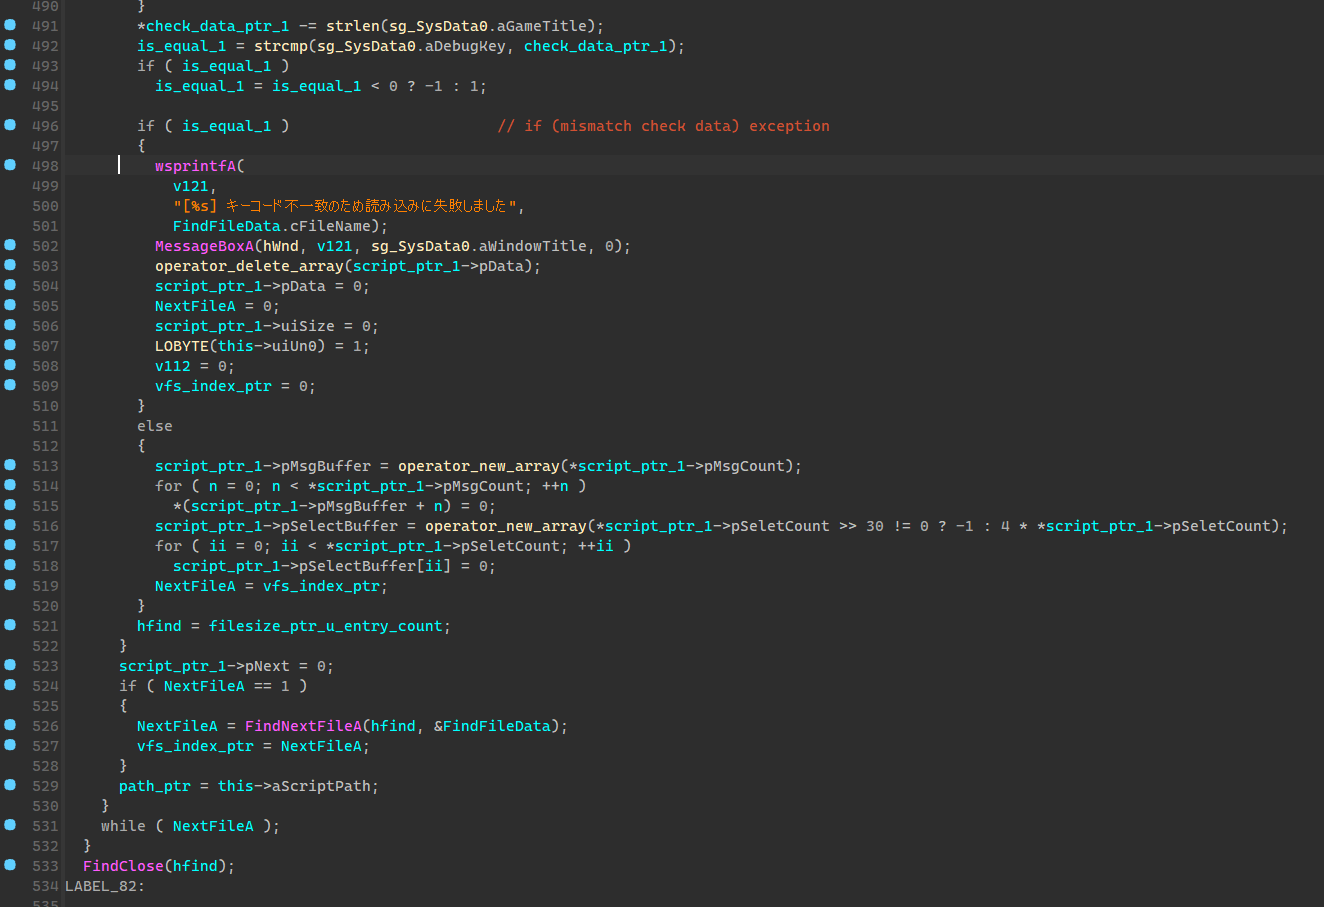 490 }
491 *check_data_ptr_1 -= strlen(sg_SysData0.aGameTitle);
492 is_equal_1 = strcmp(sg_SysData0.aDebugKey, check_data_ptr_1);
493 if ( is_equal_1 )
494 is_equal_1 = is_equal_1 < 0 ? -1 : 1;
495
496 if ( is_equal_1 ) // if (mismatch check data) exception
497 {
498 wsprintfA(
499 v121,
500 "[%s] キーコード不一致のため読み込みに失敗しました",
501 FindFileData.cFileName);
502 MessageBoxA(hWnd, v121, sg_SysData0.aWindowTitle, 0);
503 operator_delete_array(script_ptr_1->pData);
504 script_ptr_1->pData = 0;
505 NextFileA = 0;
506 script_ptr_1->uiSize = 0;
507 LOBYTE(this->uiUn0) = 1;
508 v112 = 0;
509 vfs_index_ptr = 0;
510 }
511 else
512 {
513 script_ptr_1->pMsgBuffer = operator_new_array(*script_ptr_1->pMsgCount);
514 for ( n = 0; n < *script_ptr_1->pMsgCount; ++n )
515 *(script_ptr_1->pMsgBuffer + n) = 0;
516 script_ptr_1->pSelectBuffer = operator_new_array(*script_ptr_1->pSeletCount >> 30 != 0 ? -1 : 4 * *script_ptr_1->pSeletCount);
517 for ( ii = 0; ii < *script_ptr_1->pSeletCount; ++ii )
518 script_ptr_1->pSelectBuffer[ii] = 0;
519 NextFileA = vfs_index_ptr;
520 }
521 hfind = filesize_ptr_u_entry_count;
522 }
523 script_ptr_1->pNext = 0;
524 if ( NextFileA == 1 )
525 {
526 NextFileA = FindNextFileA(hfind, &FindFileData);
527 vfs_index_ptr = NextFileA;
528 }
529 path_ptr = this->aScriptPath;
530 }
531 while ( NextFileA );
532 }
533 FindClose(hfind);
534 LABEL_82:
535